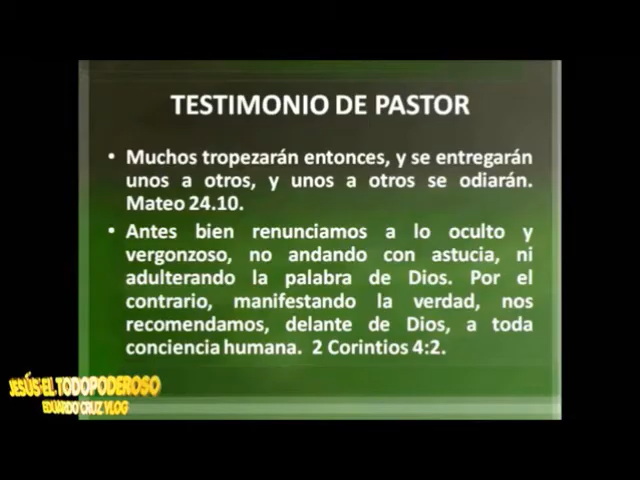 TESTIMONIO DE PASTOR
• Muchos tropezarán entonces, y se entregarán
unos a otros, y unos a otros se odiarán.
Mateo 24.10.
• Antes bien renunciamos a lo oculto y
vergonzoso, no andando con astucia, ni
adulterando la palabra de Dios. Por el
contrario, manifestando la verdad, nos
recomendamos, delante de Dios, a toda
conciencia humana. 2 Corintios 4:2.
JESÚS EL TODOPODEROSO
EDUARDO CRUZ VLOG